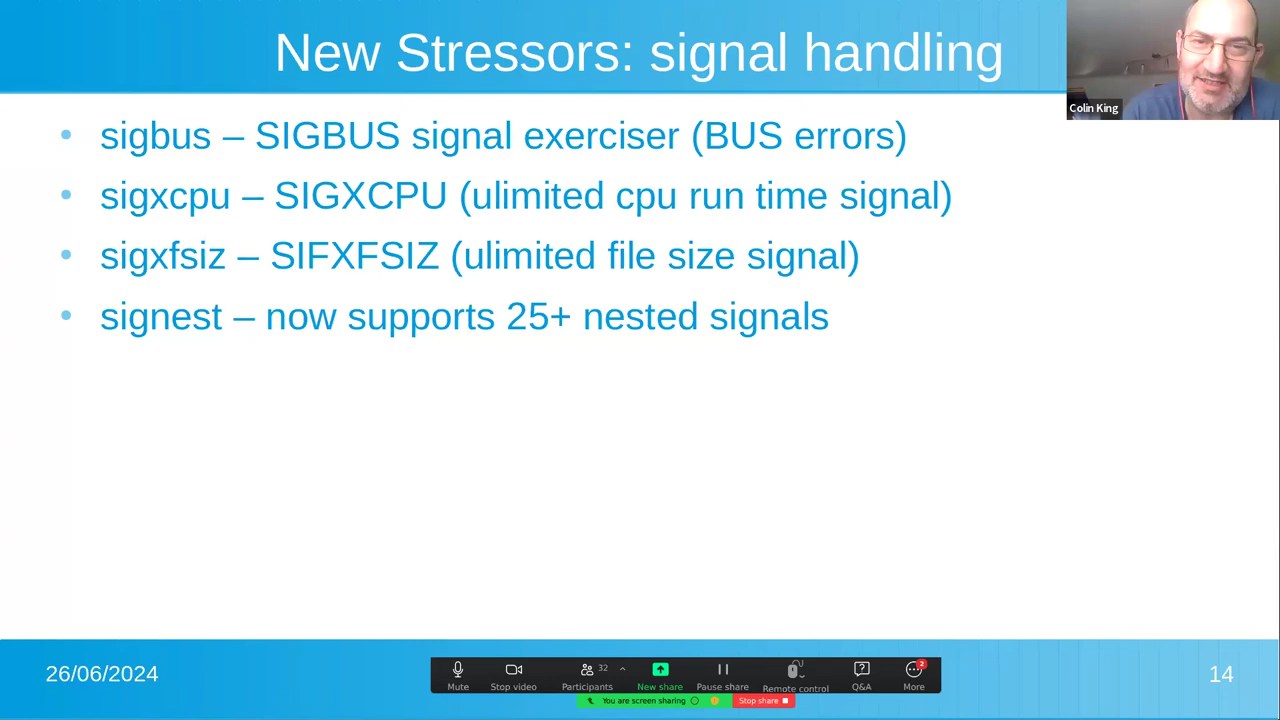 New Stressors: signal handling
Colin King
• sigbus – SIGBUS signal exerciser (BUS errors)
• sigxcpu – SIGXCPU (ulimited cpu run time signal)
• sigxfsiz – SIFXFSIZ (ulimited file size signal)
• signest – now supports 25+ nested signals
26/06/2024
Mute
Stop video
Participants
32
New share
Pause share
Remote control
Q&A
More
2
You are screen sharing
Stop share
14